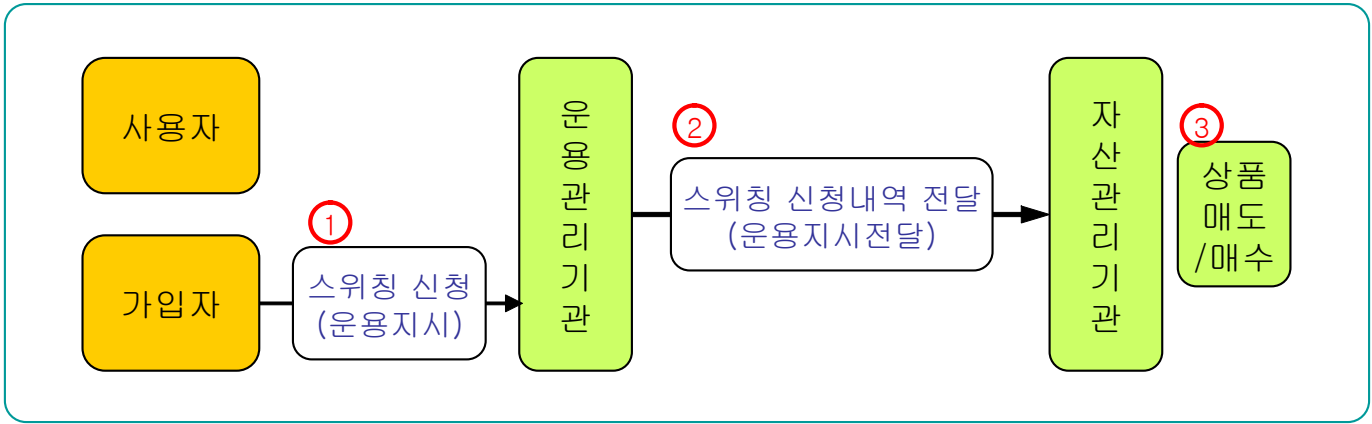 사용자
가입자
①
스위칭 신청
(운용지시)
운용관리기관
②
스위칭 신청내역 전달
(운용지시전달)
자산관리기관
③
상품
매도
/매수